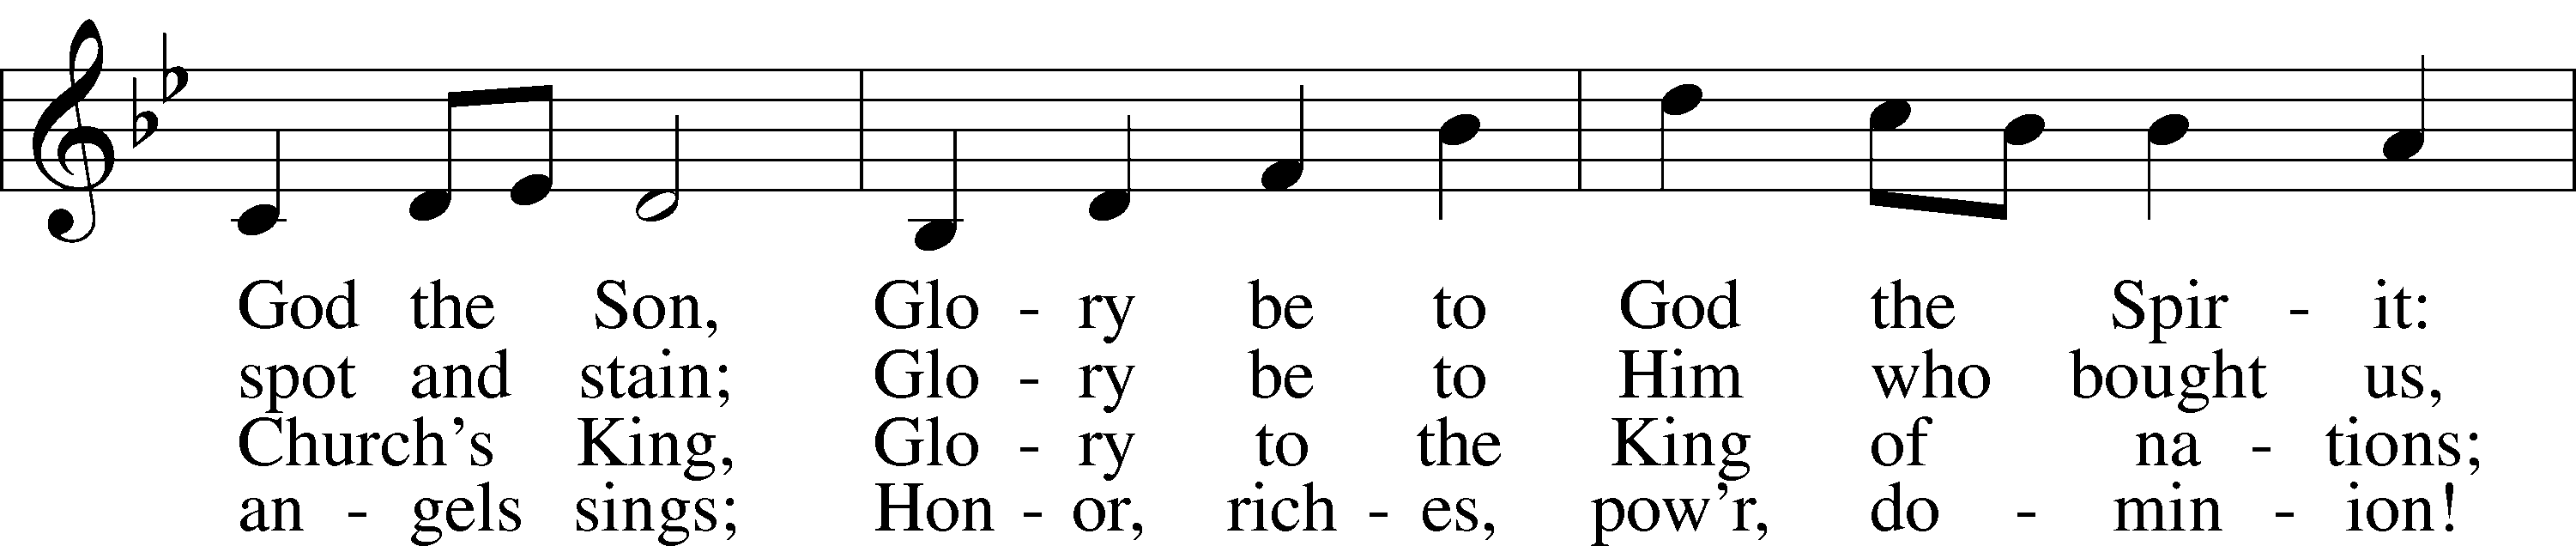 God the Son, Glo - ry be to God the Spir - it:
spot and stain; Glo - ry be to Him who bought us,
Church's King, Glo - ry to the King of na - tions;
an - gels sings; Hon - or, rich - es, pow'r, do - min - ion!